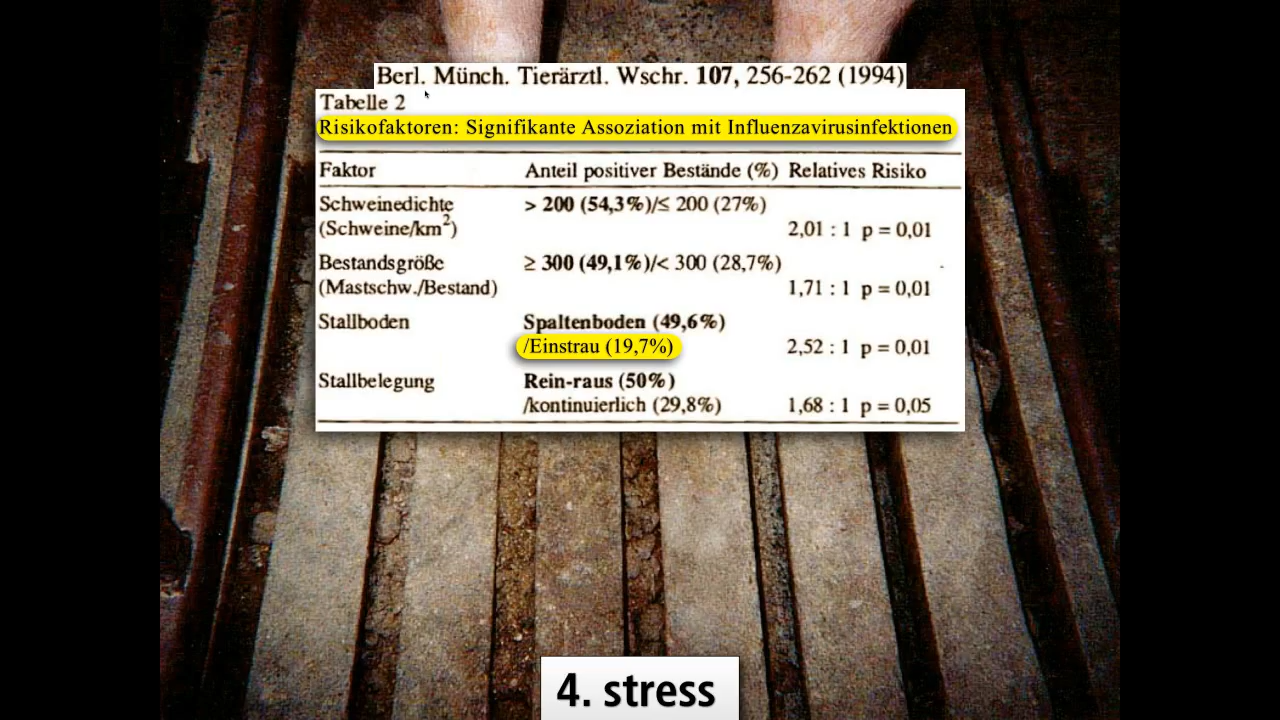 Berl. Münch. Tierärztl. Wschr. 107, 256-262 (1994)
Tabelle 2
Risikofaktoren: Signifikante Assoziation mit Influenzavirusinfektionen
Faktor Anteil positiver Bestände (%) Relatives Risiko
Schweinedichte > 200 (54,3%)/≤ 200 (27%)
(Schweine/km²) 2,01 : 1 p = 0,01
Bestandsgröße ≥ 300 (49,1%)/< 300 (28,7%)
(Mastschw./Bestand) 1,71 : 1 p = 0,01
Stallboden Spaltenboden (49,6%)
/Einstrau (19,7%) 2,52 : 1 p = 0,01
Stallbelegung Rein-raus (50%)
/kontinuierlich (29,8%) 1,68 : 1 p = 0,05
4. stress